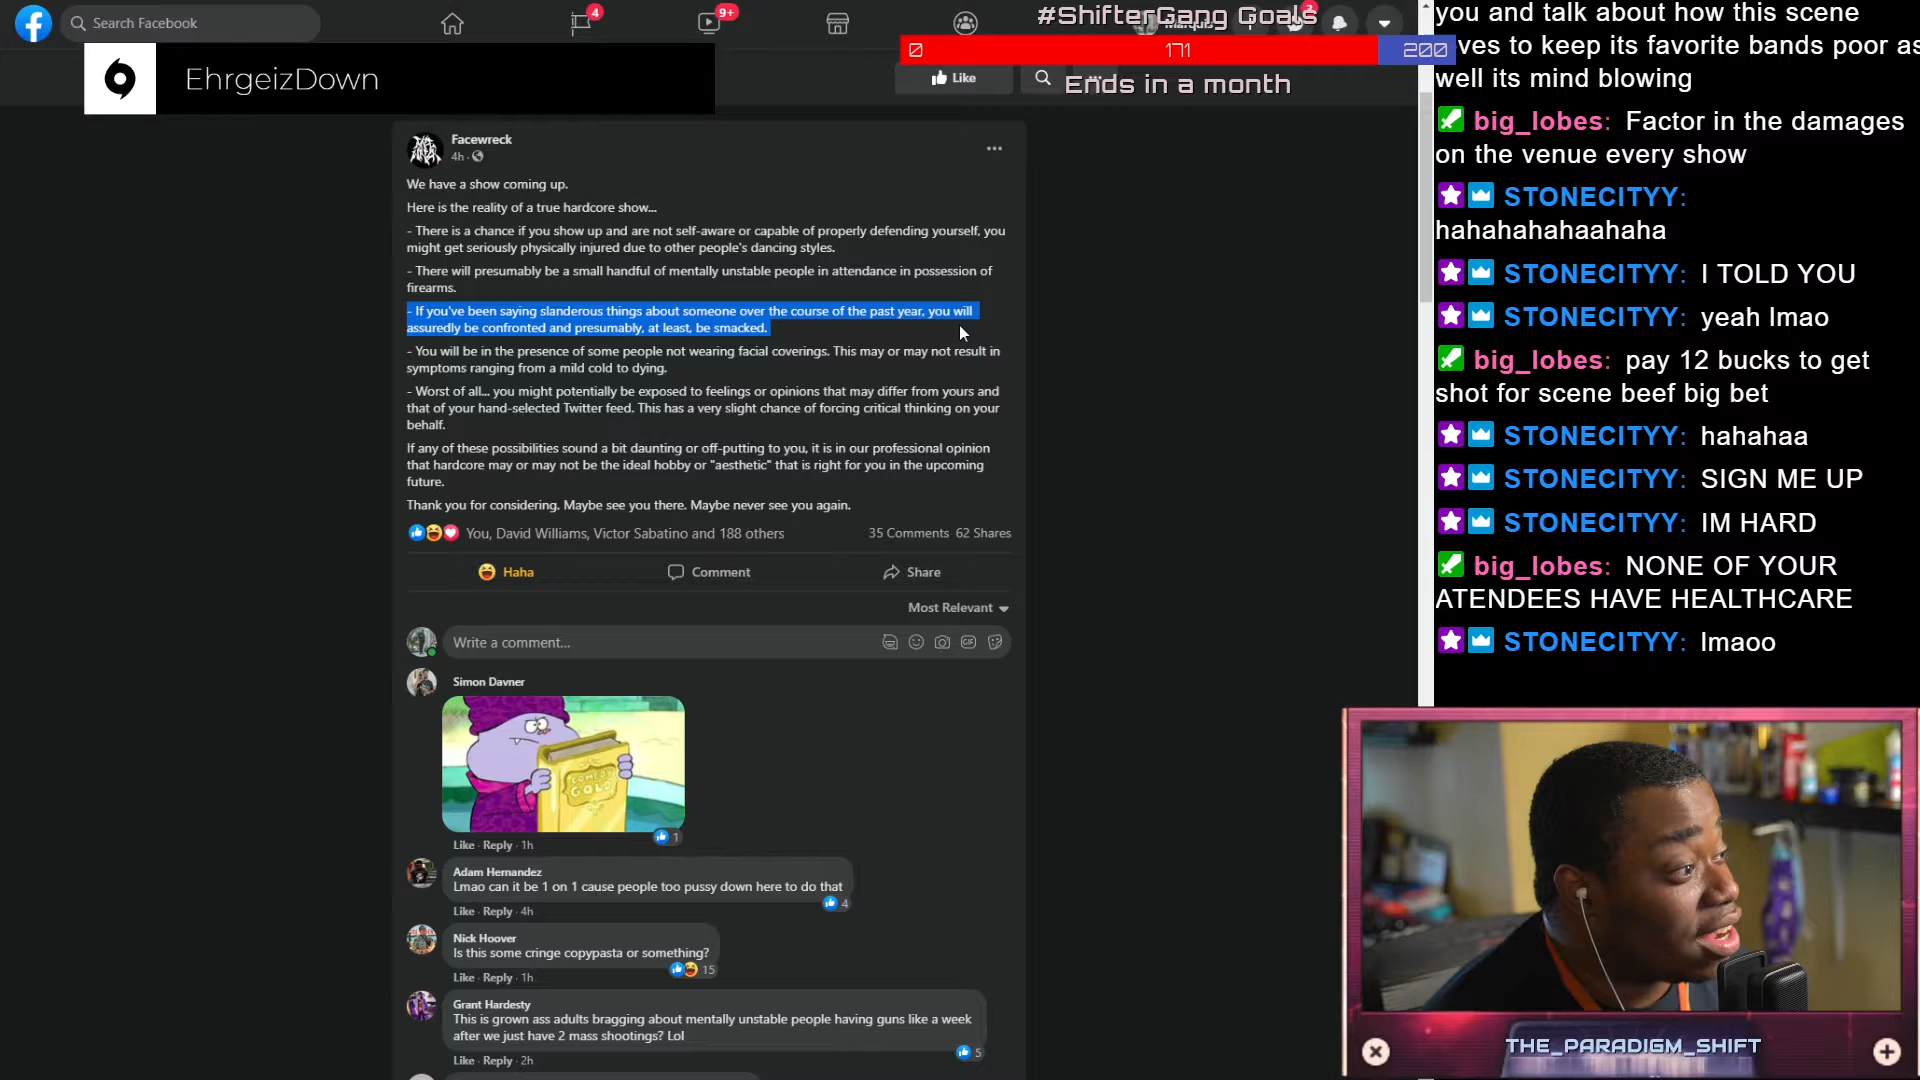 Search Facebook
4
9+
#ShifterGang Goals
0 171 200
Ends in a month
EhrgeizDown
Like
Facewreck
4h
We have a show coming up.
Here is the reality of a true hardcore show...
- There is a chance if you show up and are not self-aware or capable of properly defending yourself, you
might get seriously physically injured due to other people's dancing styles.
- There will presumably be a small handful of mentally unstable people in attendance in possession of
firearms.
- If you've been saying slanderous things about someone over the course of the past year, you will
assuredly be confronted and presumably, at least, be smacked.
- You will be in the presence of some people not wearing facial coverings. This may or may not result in
symptoms ranging from a mild cold to dying.
- Worst of all... you might potentially be exposed to feelings or opinions that may differ from yours and
that of your hand-selected Twitter feed. This has a very slight chance of forcing critical thinking on your
behalf.
If any of these possibilities sound a bit daunting or off-putting to you, it is in our professional opinion
that hardcore may or may not be the ideal hobby or "aesthetic" that is right for you in the upcoming
future.
Thank you for considering. Maybe see you there. Maybe never see you again.
You, David Williams, Victor Sabatino and 188 others
35 Comments 62 Shares
Haha
Comment
Share
Most Relevant
Write a comment...
GIF
Simon Davner
COMEDY
GOLD
1
Like · Reply · 1h
Adam Hernandez
Lmao can it be 1 on 1 cause people too pussy down here to do that
4
Like · Reply · 4h
Nick Hoover
Is this some cringe copypasta or something?
15
Like · Reply · 1h
Grant Hardesty
This is grown ass adults bragging about mentally unstable people having guns like a week
after we just have 2 mass shootings? Lol
5
Like · Reply · 2h
you and talk about how this scene
oves to keep its favorite bands poor as
well its mind blowing
big_lobes: Factor in the damages
on the venue every show
STONECITYY:
hahahahahaahaha
STONECITYY: I TOLD YOU
STONECITYY: yeah lmao
big_lobes: pay 12 bucks to get
shot for scene beef big bet
STONECITYY: hahahaa
STONECITYY: SIGN ME UP
STONECITYY: IM HARD
big_lobes: NONE OF YOUR
ATENDEES HAVE HEALTHCARE
STONECITYY: lmaoo
THE_PARADIGM_SHIFT